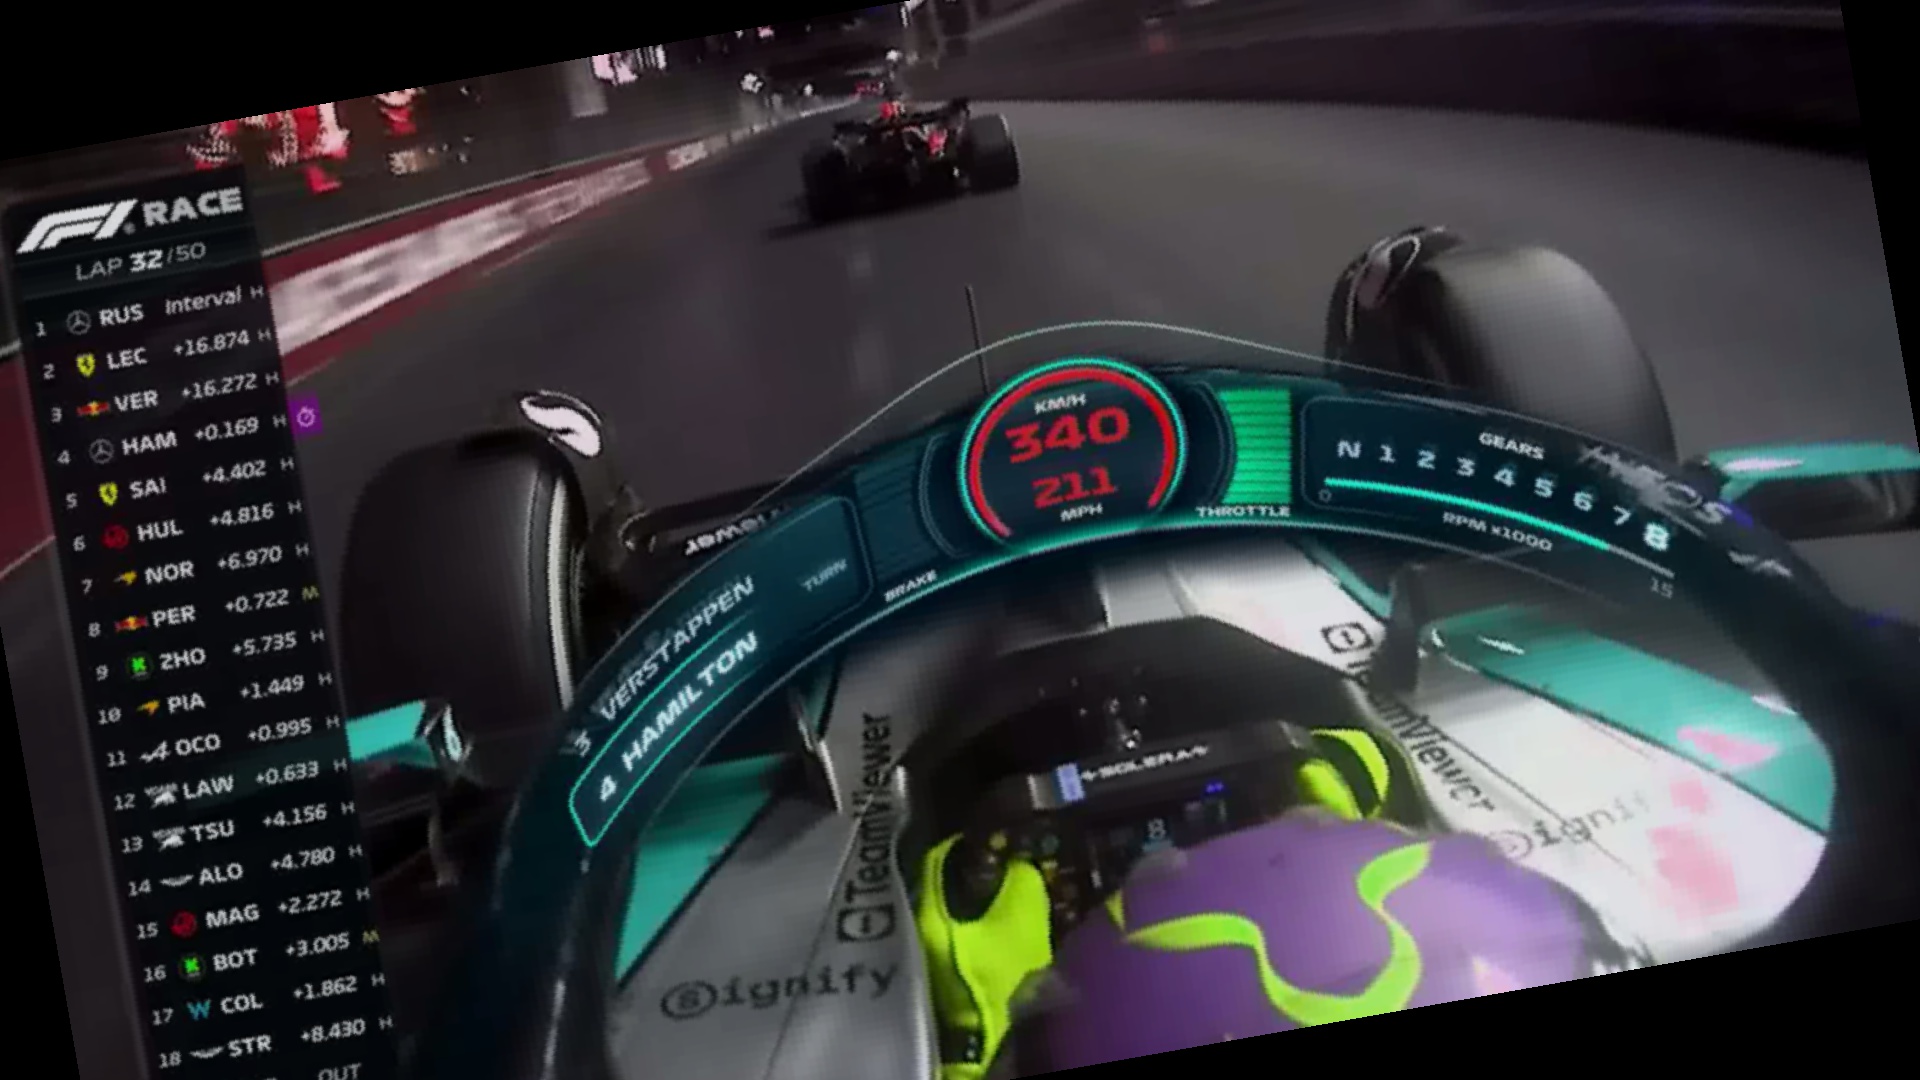 F1 RACE
LAP 32/50
1 RUS Interval H
2 LEC +16.874 H
3 VER +16.272 H
4 HAM +0.169 H
5 SAI +4.402 H
6 HUL +4.816 H
7 NOR +6.970 H
8 PER +0.722 M
9 ZHO +5.735 H
10 PIA +1.449 H
11 OCO +0.995 H
12 LAW +0.633 H
13 TSU +4.156 H
14 ALO +4.780 H
15 MAG +2.272 H
16 BOT +3.005 M
17 COL +1.862 H
18 STR +8.430 H
OUT
3 VERSTAPPEN
4 HAMILTON
TURN
BRAKE
KM/H
340
211
MPH
THROTTLE
GEARS
N 1 2 3 4 5 6 7 8
0
RPM x1000
15
TeamViewer
Signify
SOLERA
8
TeamViewer
Signify